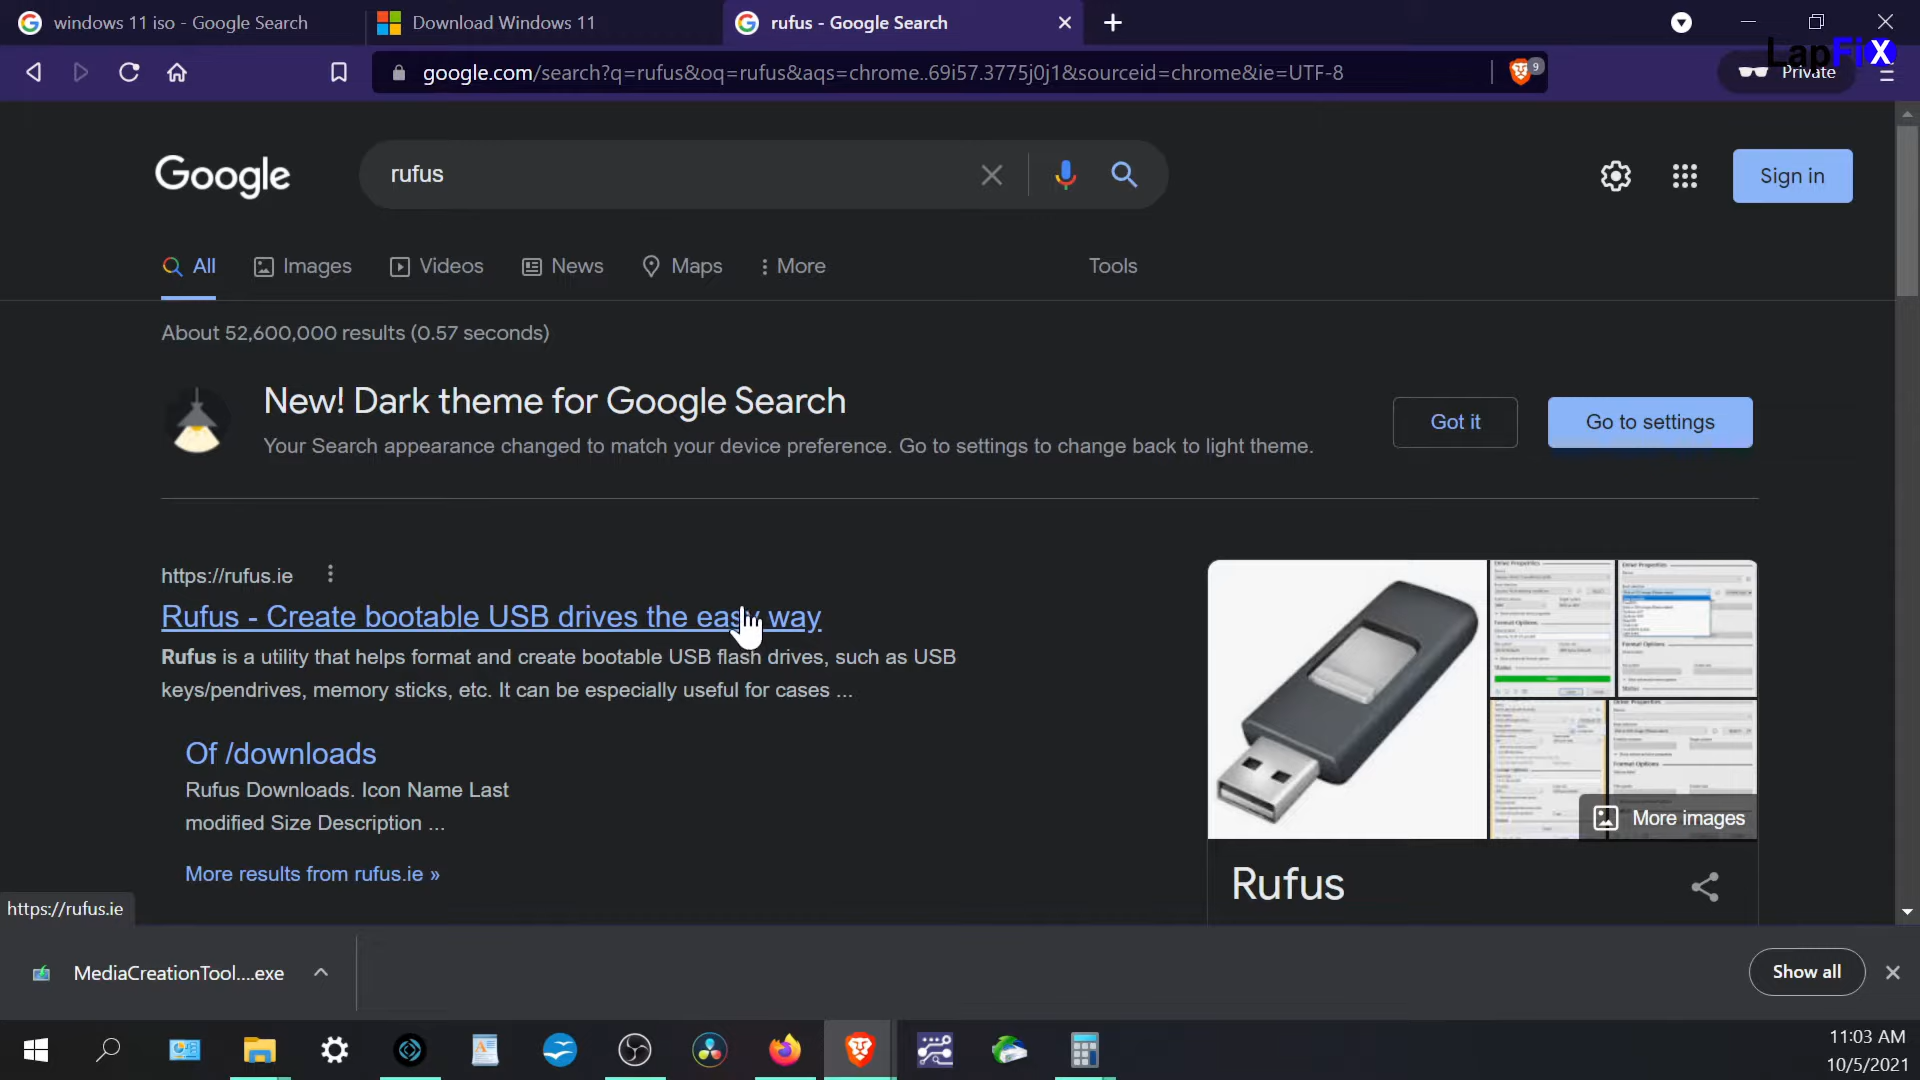 windows 11 iso - Google Search
Download Windows 11
rufus - Google Search
google.com/search?q=rufus&oq=rufus&aqs=chrome..69i57.3775j0j1&sourceid=chrome&ie=UTF-8
9
LapFiX
Private
Google
rufus
Sign in
All
Images
Videos
News
Maps
More
Tools
About 52,600,000 results (0.57 seconds)
New! Dark theme for Google Search
Your Search appearance changed to match your device preference. Go to settings to change back to light theme.
Got it
Go to settings
https://rufus.ie
Rufus - Create bootable USB drives the easy way
Rufus is a utility that helps format and create bootable USB flash drives, such as USB
keys/pendrives, memory sticks, etc. It can be especially useful for cases ...
Of /downloads
Rufus Downloads. Icon Name Last
modified Size Description ...
More results from rufus.ie »
More images
Rufus
https://rufus.ie
MediaCreationTool....exe
Show all
11:03 AM
10/5/2021